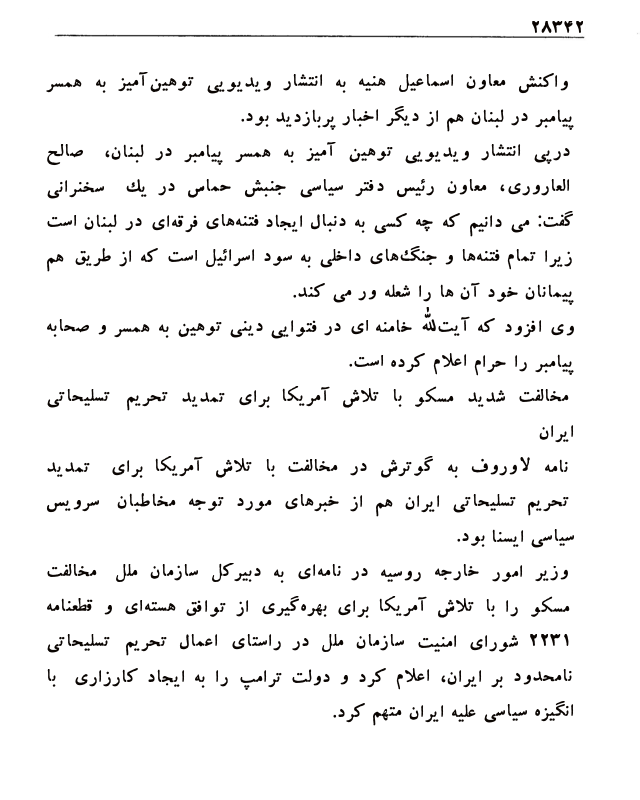 ۲۸۳۴۲
واکنش معاون اسماعیل هنیه به انتشار ویدیویی توهین‌آمیز به همسر
پیامبر در لبنان هم از دیگر اخبار پربازدید بود.
درپی انتشار ویدیویی توهین آمیز به همسر پیامبر در لبنان، صالح
العاروری، معاون رئیس دفتر سیاسی جنبش حماس در یك سخنرانی
گفت: می دانیم که چه کسی به دنبال ایجاد فتنه‌های فرقه‌ای در لبنان است
زیرا تمام فتنه‌ها و جنگ‌های داخلی به سود اسرائیل است که از طریق هم
پیمانان خود آن ها را شعله ور می کند.
وی افزود که آیت‌الله خامنه ای در فتوایی دینی توهین به همسر و صحابه
پیامبر را حرام اعلام کرده است.
مخالفت شدید مسکو با تلاش آمریکا برای تمدید تحریم تسلیحاتی
ایران
نامه لاوروف به گوترش در مخالفت با تلاش آمریکا برای تمدید
تحریم تسلیحاتی ایران هم از خبرهای مورد توجه مخاطبان سرویس
سیاسی ایسنا بود.
وزیر امور خارجه روسیه در نامه‌ای به دبیرکل سازمان ملل مخالفت
مسکو را با تلاش آمریکا برای بهره‌گیری از توافق هسته‌ای و قطعنامه
۲۲۳۱ شورای امنیت سازمان ملل در راستای اعمال تحریم تسلیحاتی
نامحدود بر ایران، اعلام کرد و دولت ترامپ را به ایجاد کارزاری با
انگیزه سیاسی علیه ایران متهم کرد.